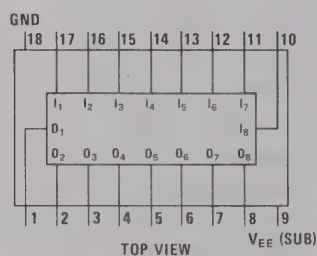 GND
18 17 16 15 14 13 12 11 10
I₁ I₂ I₃ I₄ I₅ I₆ I₇
O₁ I₈
O₂ O₃ O₄ O₅ O₆ O₇ O₈
1 2 3 4 5 6 7 8 9
TOP VIEW V_EE (SUB)